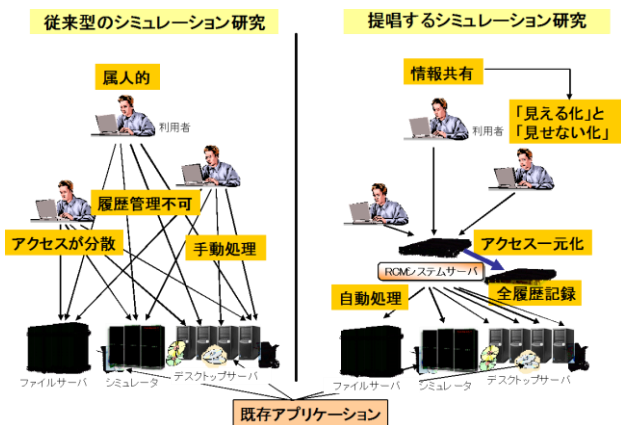 従来型のシミュレーション研究
提唱するシミュレーション研究
属人的
利用者
履歴管理不可
アクセスが分散
手動処理
ファイルサーバ
シミュレータ
デスクトップサーバ
情報共有
「見える化」と
「見せない化」
利用者
アクセス一元化
RCMシステムサーバ
全履歴記録
自動処理
ファイルサーバ
シミュレータ
デスクトップサーバ
既存アプリケーション